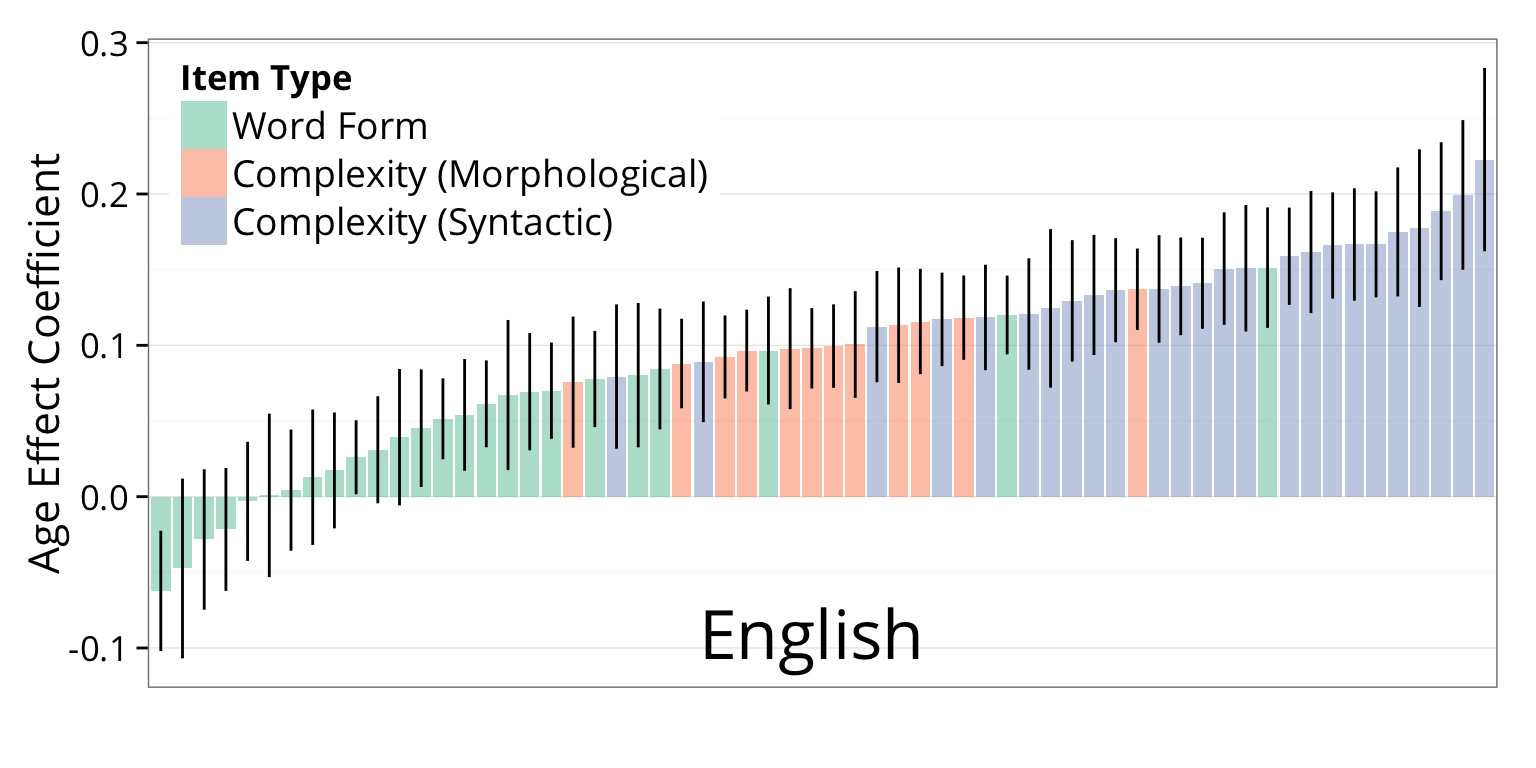 Age Effect Coefficient
0.3
0.2
0.1
0.0
-0.1
Item Type
Word Form
Complexity (Morphological)
Complexity (Syntactic)
English